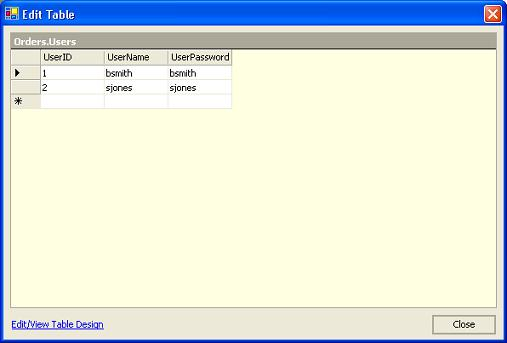 Edit Table
Orders.Users
UserID UserName UserPassword
1 bsmith bsmith
2 sjones sjones
Edit/View Table Design Close